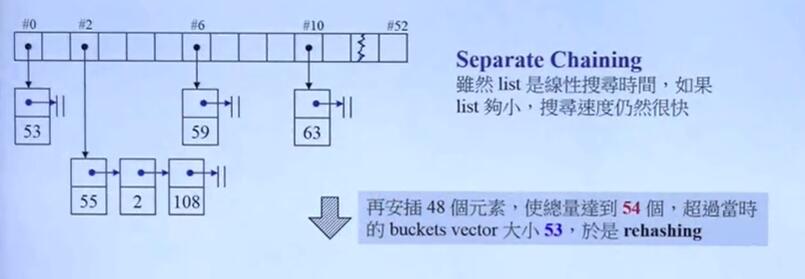 #0 #2 #6 #10 #52
Separate Chaining
雖然 list 是線性搜尋時間，如果
list 夠小，搜尋速度仍然很快
53 59 63
55 2 108
再安插 48 個元素，使總量達到 54 個，超過當時
的 buckets vector 大小 53，於是 rehashing